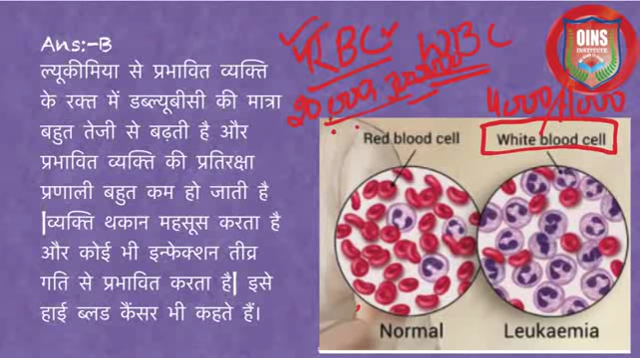 Ans:-B
ल्यूकीमिया से प्रभावित व्यक्ति
के रक्त में डब्ल्यूबीसी की मात्रा
बहुत तेजी से बढ़ती है और
प्रभावित व्यक्ति की प्रतिरक्षा
प्रणाली बहुत कम हो जाती है
|व्यक्ति थकान महसूस करता है
और कोई भी इन्फेक्शन तीव्र
गति से प्रभावित करता है| इसे
हाई ब्लड कैंसर भी कहते हैं।
RBC WBC
OINS
INSTITUTE
Red blood cell
White blood cell
Normal
Leukaemia